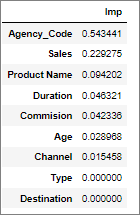 Imp
Agency_Code 0.543441
Sales 0.229275
Product Name 0.094202
Duration 0.046321
Commision 0.042336
Age 0.028968
Channel 0.015458
Type 0.000000
Destination 0.000000